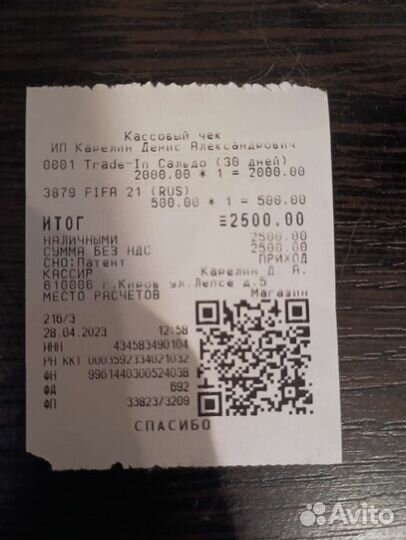 Кассовый чек
ИП Карелин Денис Александрович
0001 Trade-In Сальдо (30 дней)
2000.00 * 1 = 2000.00
3879 FIFA 21 (RUS)
500.00 * 1 = 500.00
ИТОГ ≡2500.00
НАЛИЧНЫМИ 2500.00
СУММА БЕЗ НДС 2500.00
СНО:Патент ПРИХОД
КАССИР Карелин Д. А.
610006 г.Киров ул.Лепсе д.5
МЕСТО РАСЧЕТОВ Магазин
216/3
28.04.2023 12:58
ИНН 434583490104
РН ККТ 0003592334021032
ФН 9961440300524038
ФД 692
ФП 3382373209
СПАСИБО
Avito